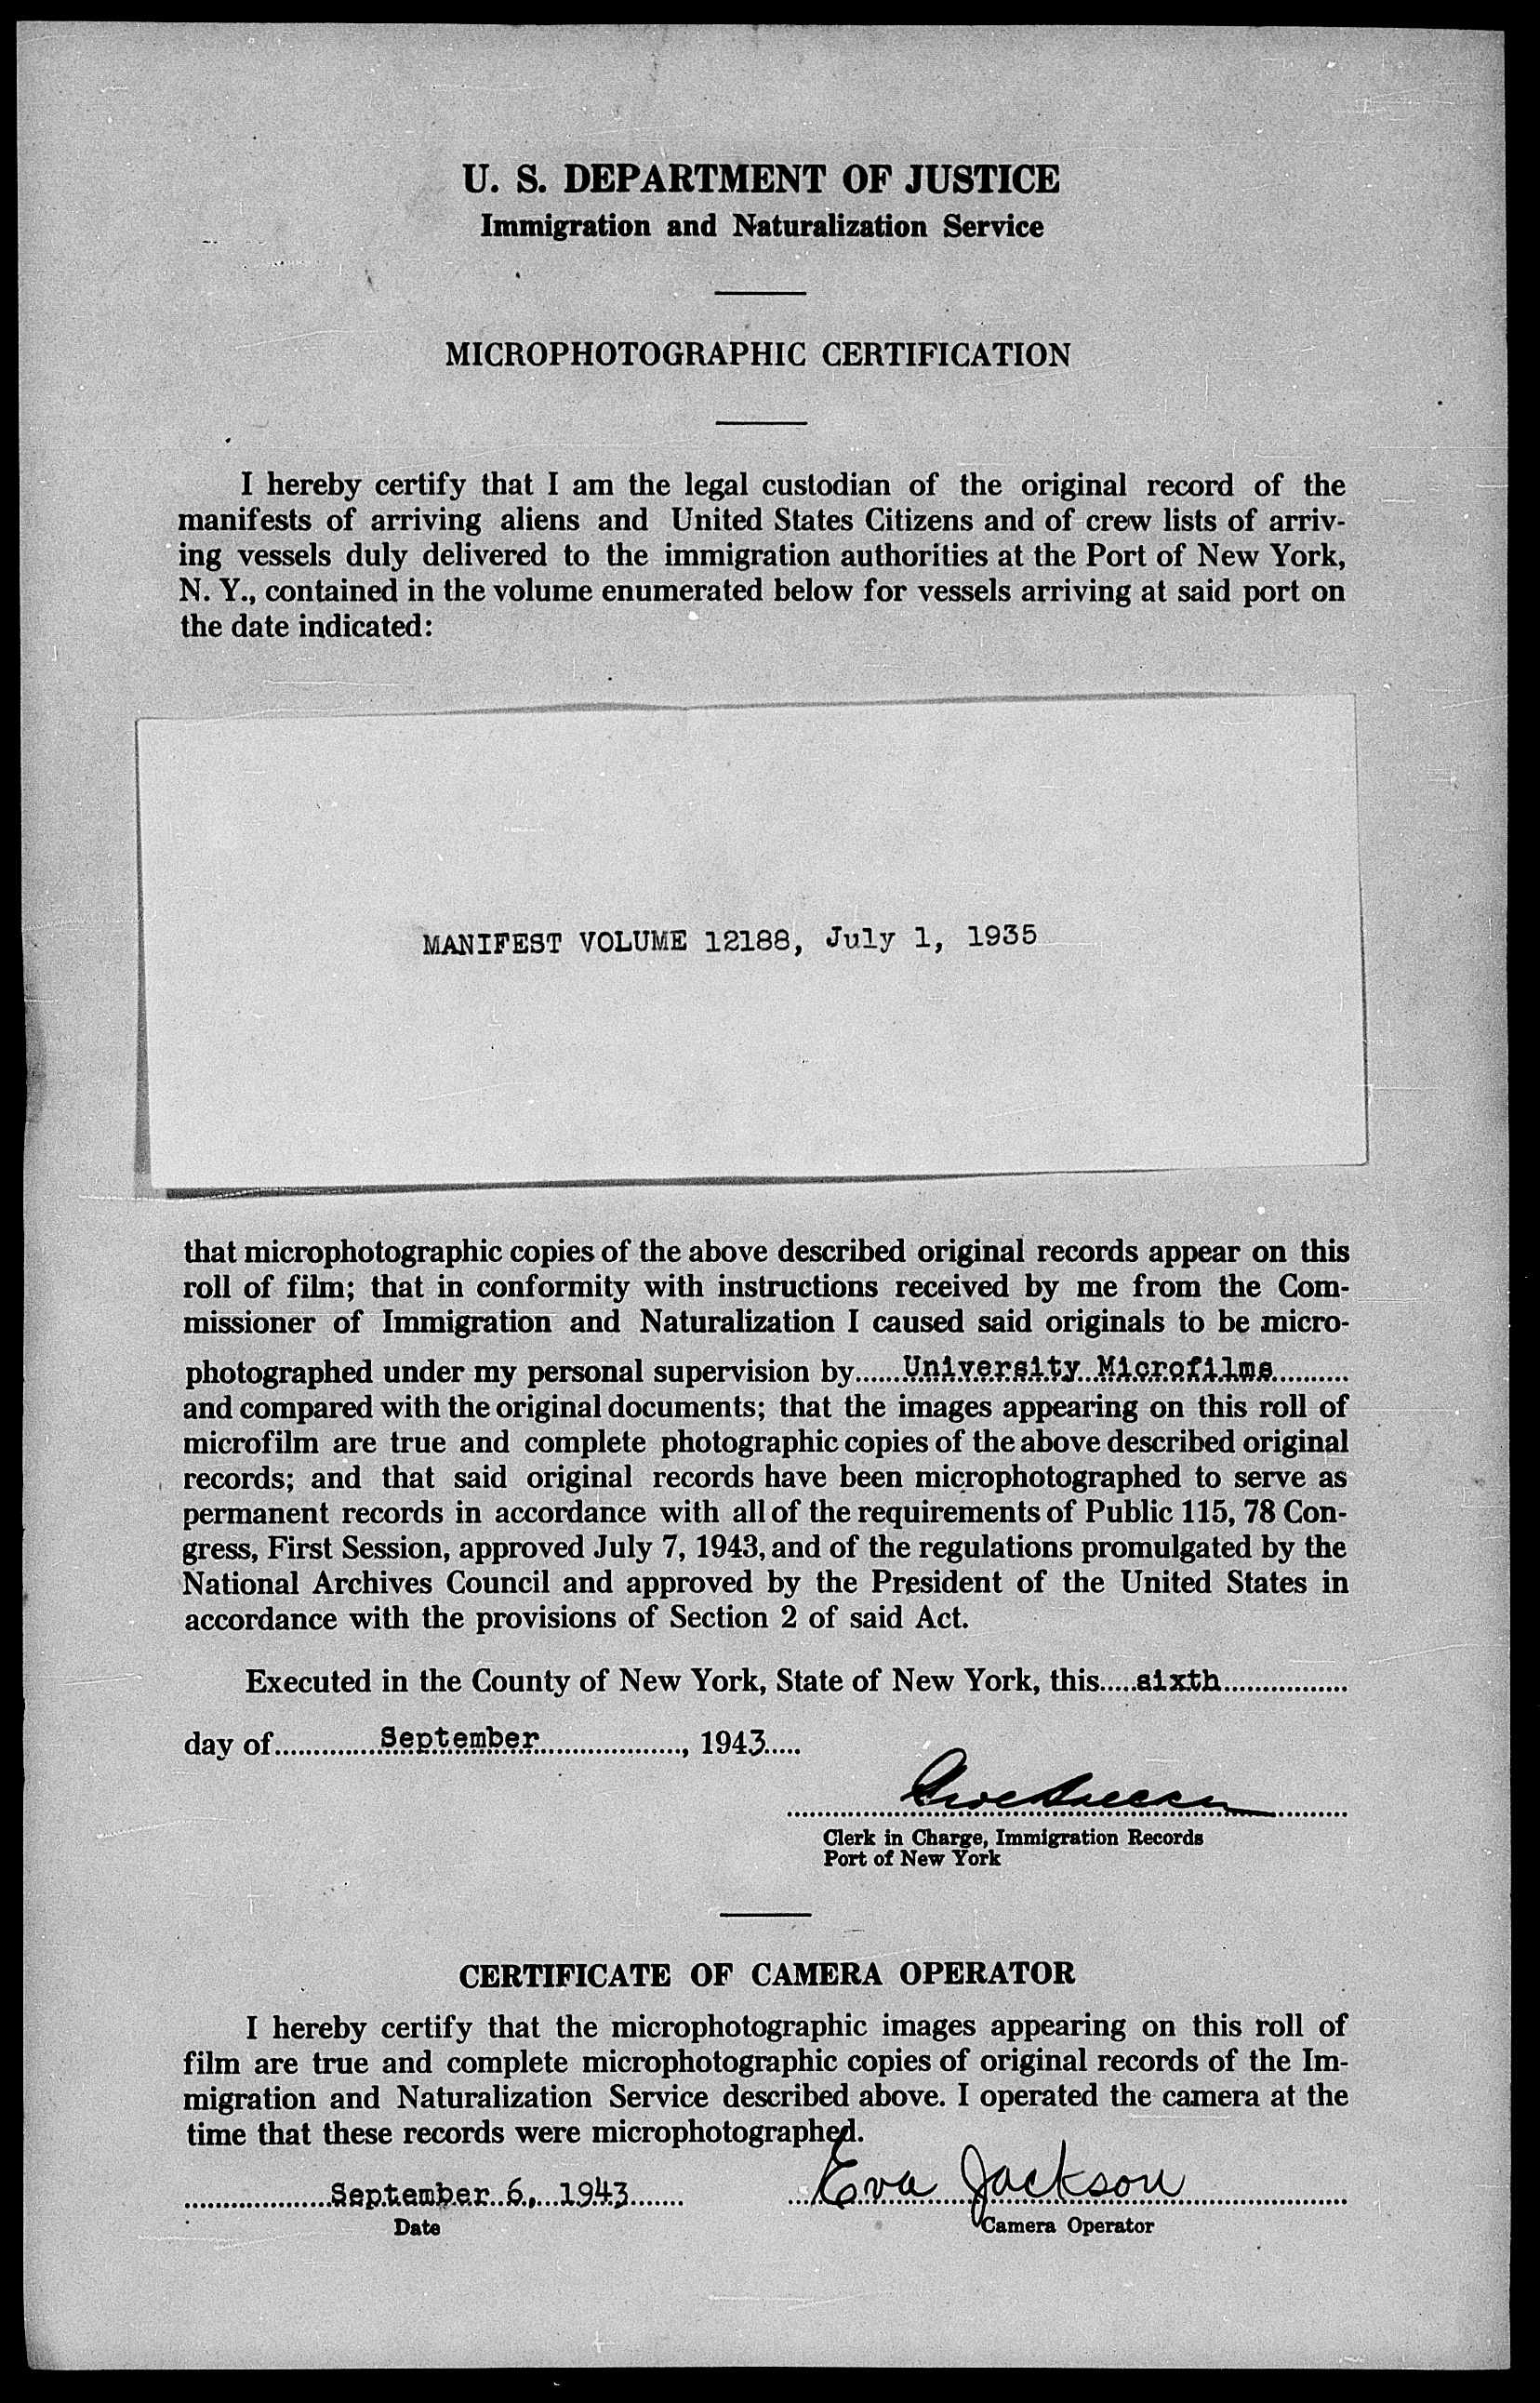 U. S. DEPARTMENT OF JUSTICE
Immigration and Naturalization Service
MICROPHOTOGRAPHIC CERTIFICATION
I hereby certify that I am the legal custodian of the original record of the
manifests of arriving aliens and United States Citizens and of crew lists of arriv-
ing vessels duly delivered to the immigration authorities at the Port of New York,
N. Y., contained in the volume enumerated below for vessels arriving at said port on
the date indicated:
MANIFEST VOLUME 12188, July 1, 1935
that microphotographic copies of the above described original records appear on this
roll of film; that in conformity with instructions received by me from the Com-
missioner of Immigration and Naturalization I caused said originals to be micro-
photographed under my personal supervision by......University Microfilms..........
and compared with the original documents; that the images appearing on this roll of
microfilm are true and complete photographic copies of the above described original
records; and that said original records have been microphotographed to serve as
permanent records in accordance with all of the requirements of Public 115, 78 Con-
gress, First Session, approved July 7, 1943, and of the regulations promulgated by the
National Archives Council and approved by the President of the United States in
accordance with the provisions of Section 2 of said Act.
Executed in the County of New York, State of New York, this.....sixth................
day of..............September..................., 1943.....
Clerk in Charge, Immigration Records
Port of New York
CERTIFICATE OF CAMERA OPERATOR
I hereby certify that the microphotographic images appearing on this roll of
film are true and complete microphotographic copies of original records of the Im-
migration and Naturalization Service described above. I operated the camera at the
time that these records were microphotographed.
September 6, 1943 Eva Jackson
Date Camera Operator